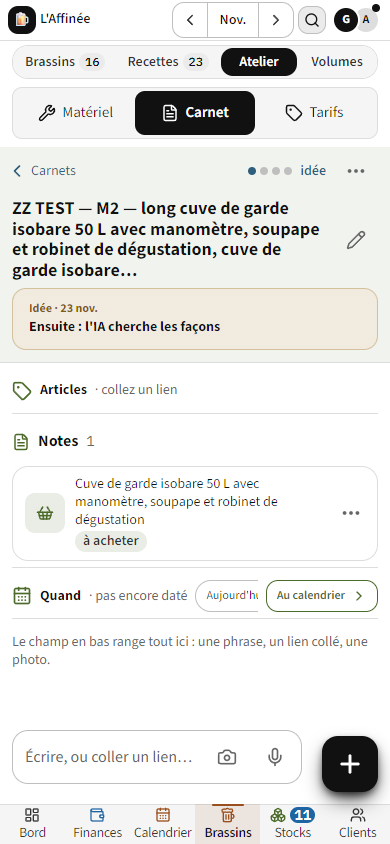 L'Affinée
Nov.
G
A
Brassins 16
Recettes 23
Atelier
Volumes
Matériel
Carnet
Tarifs
Carnets
idée
ZZ TEST — M2 — long cuve de garde
isobare 50 L avec manomètre, soupape
et robinet de dégustation, cuve de
garde isobare…
Idée · 23 nov.
Ensuite : l'IA cherche les façons
Articles · collez un lien
Notes 1
Cuve de garde isobare 50 L avec
manomètre, soupape et robinet de
dégustation
à acheter
Quand · pas encore daté
Aujourd'hu
Au calendrier
Le champ en bas range tout ici : une phrase, un lien collé, une
photo.
Écrire, ou coller un lien…
Bord
Finances
Calendrier
Brassins
11
Stocks
Clients